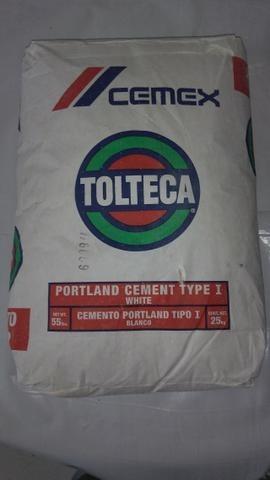 CEMEX
TOLTECA
PORTLAND CEMENT TYPE I
WHITE
NET WT.
55lbs
CEMENTO PORTLAND TIPO I
BLANCO
CONT. NET.
25kg